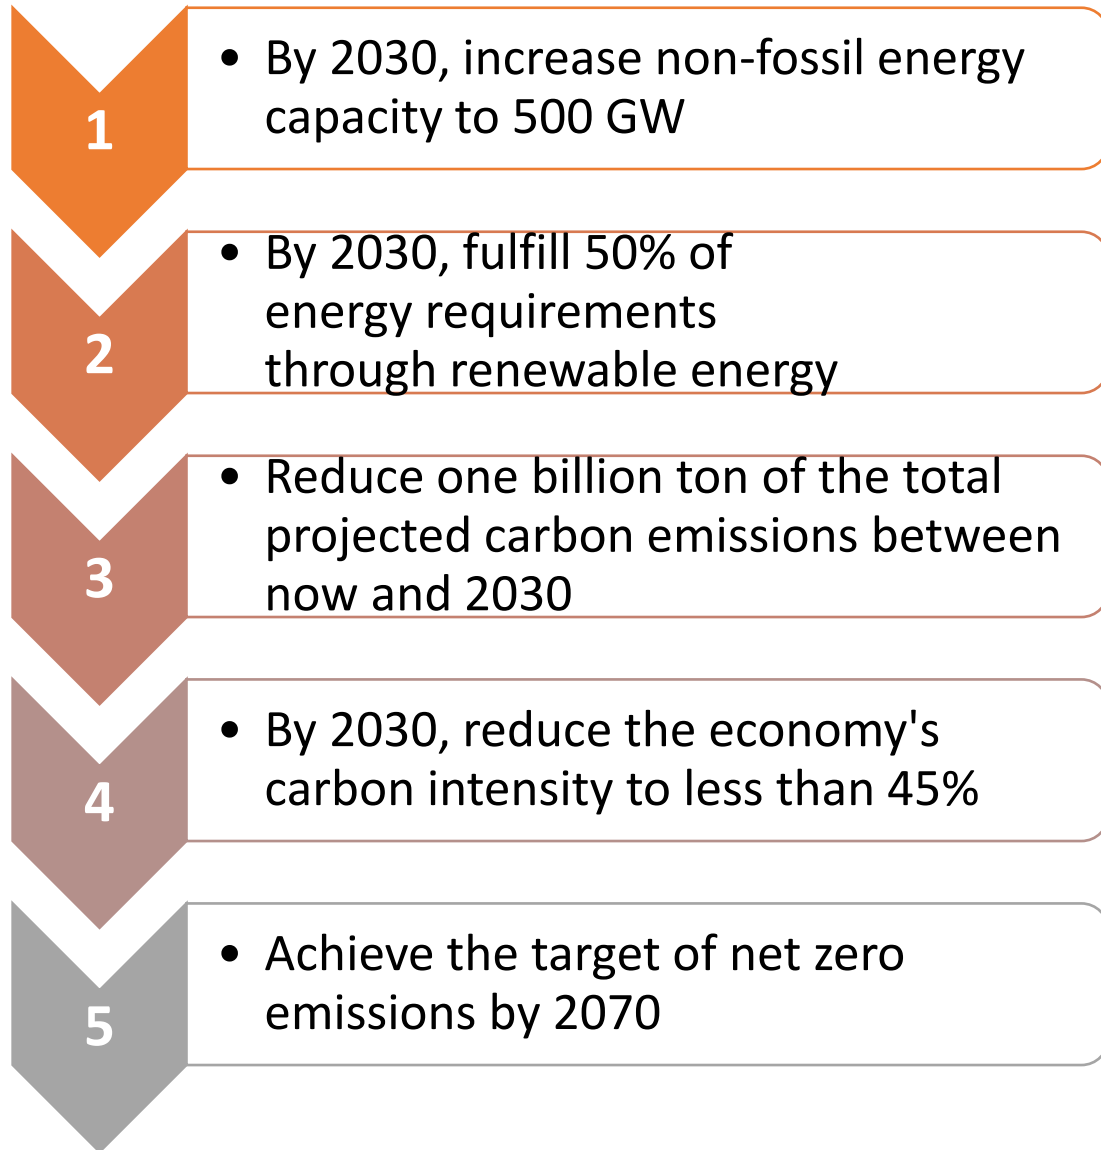 1
• By 2030, increase non-fossil energy
capacity to 500 GW
2
• By 2030, fulfill 50% of
energy requirements
through renewable energy
3
• Reduce one billion ton of the total
projected carbon emissions between
now and 2030
4
• By 2030, reduce the economy's
carbon intensity to less than 45%
5
• Achieve the target of net zero
emissions by 2070